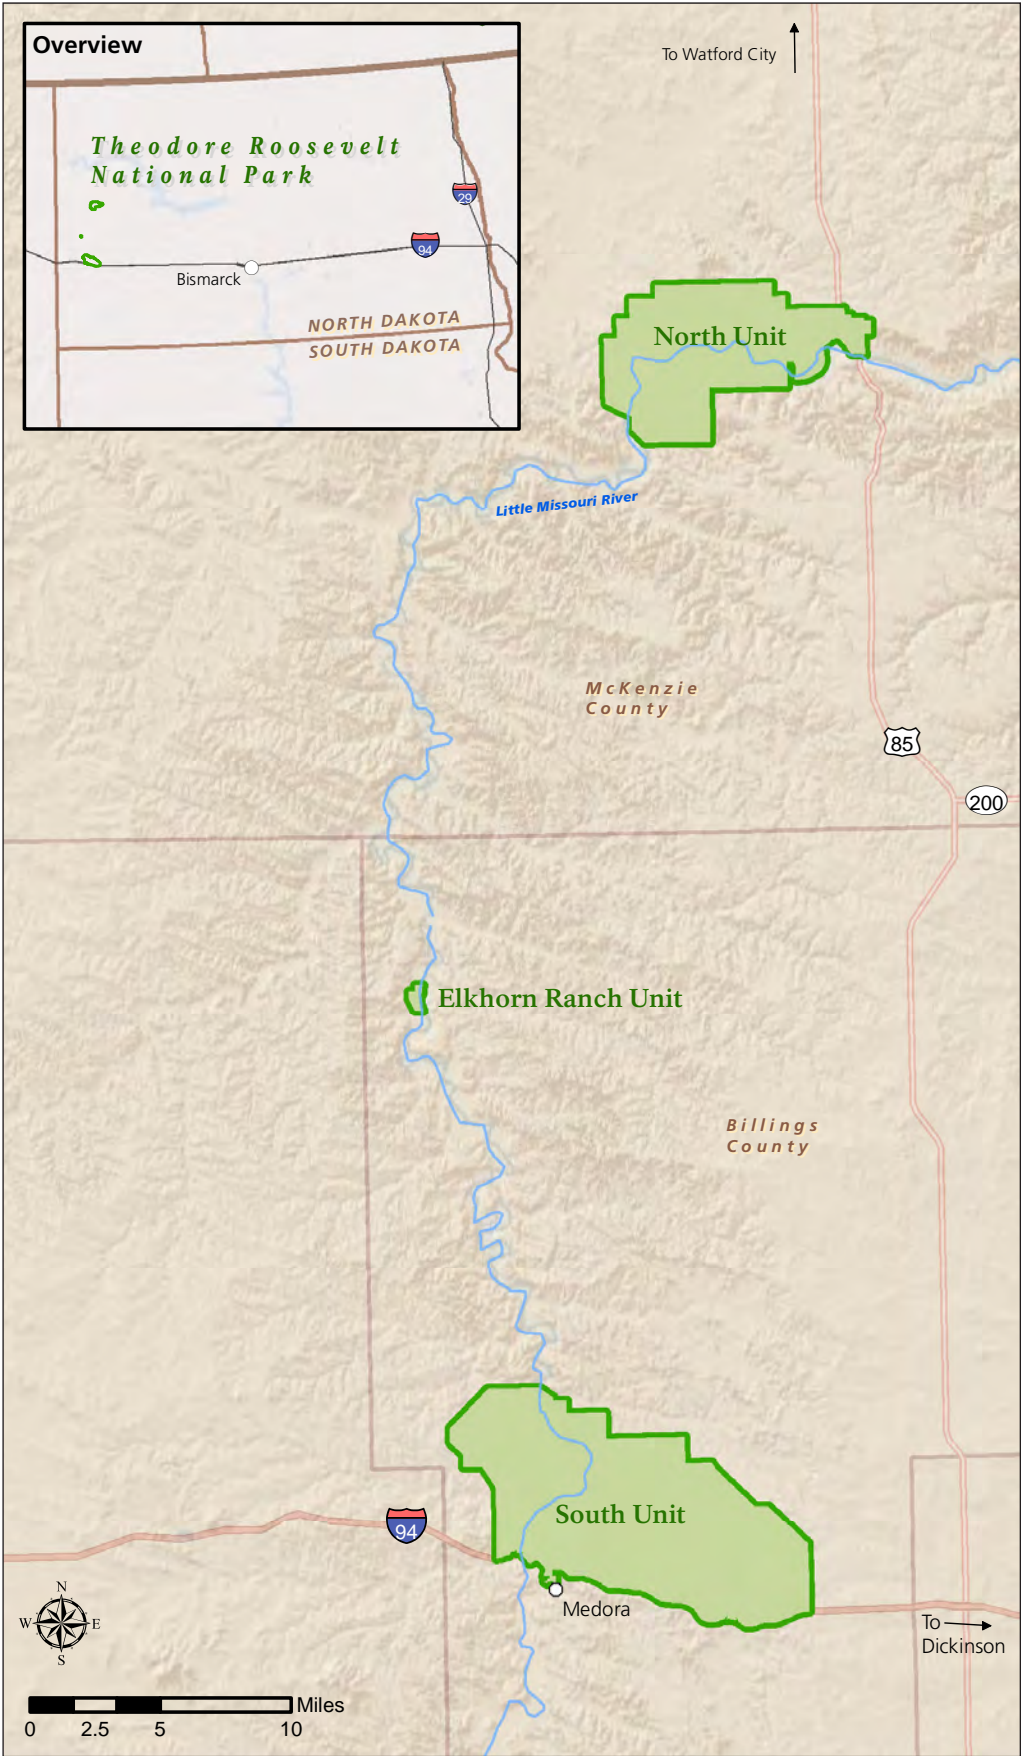 Overview
To Watford City
Theodore Roosevelt
National Park
29
94
Bismarck
NORTH DAKOTA
SOUTH DAKOTA
North Unit
Little Missouri River
McKenzie
County
85
200
Elkhorn Ranch Unit
Billings
County
South Unit
94
Medora
N
W E
S
To
Dickinson
Miles
0 2.5 5 10